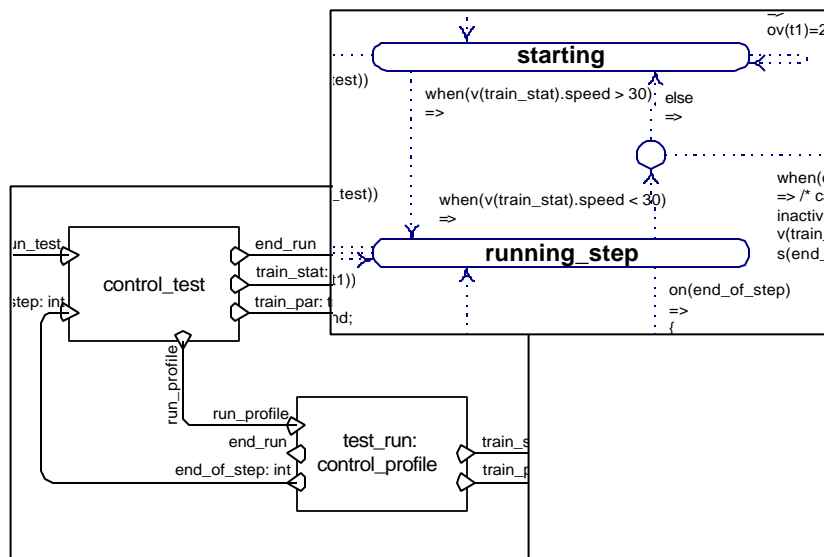 ov(t1)=2
starting
test))
when(v(train_stat).speed > 30)
=>
else
=>
_test))
when(v(train_stat).speed < 30)
=>
when(
=> /* c
inactiv
v(train_
s(end_
running_step
t1))
on(end_of_step)
=>
{
nd;
un_test
end_run
control_test
train_stat:
step: int
train_par: t
run_profile
run_profile
end_run
test_run:
control_profile
train_s
end_of_step: int
train_p